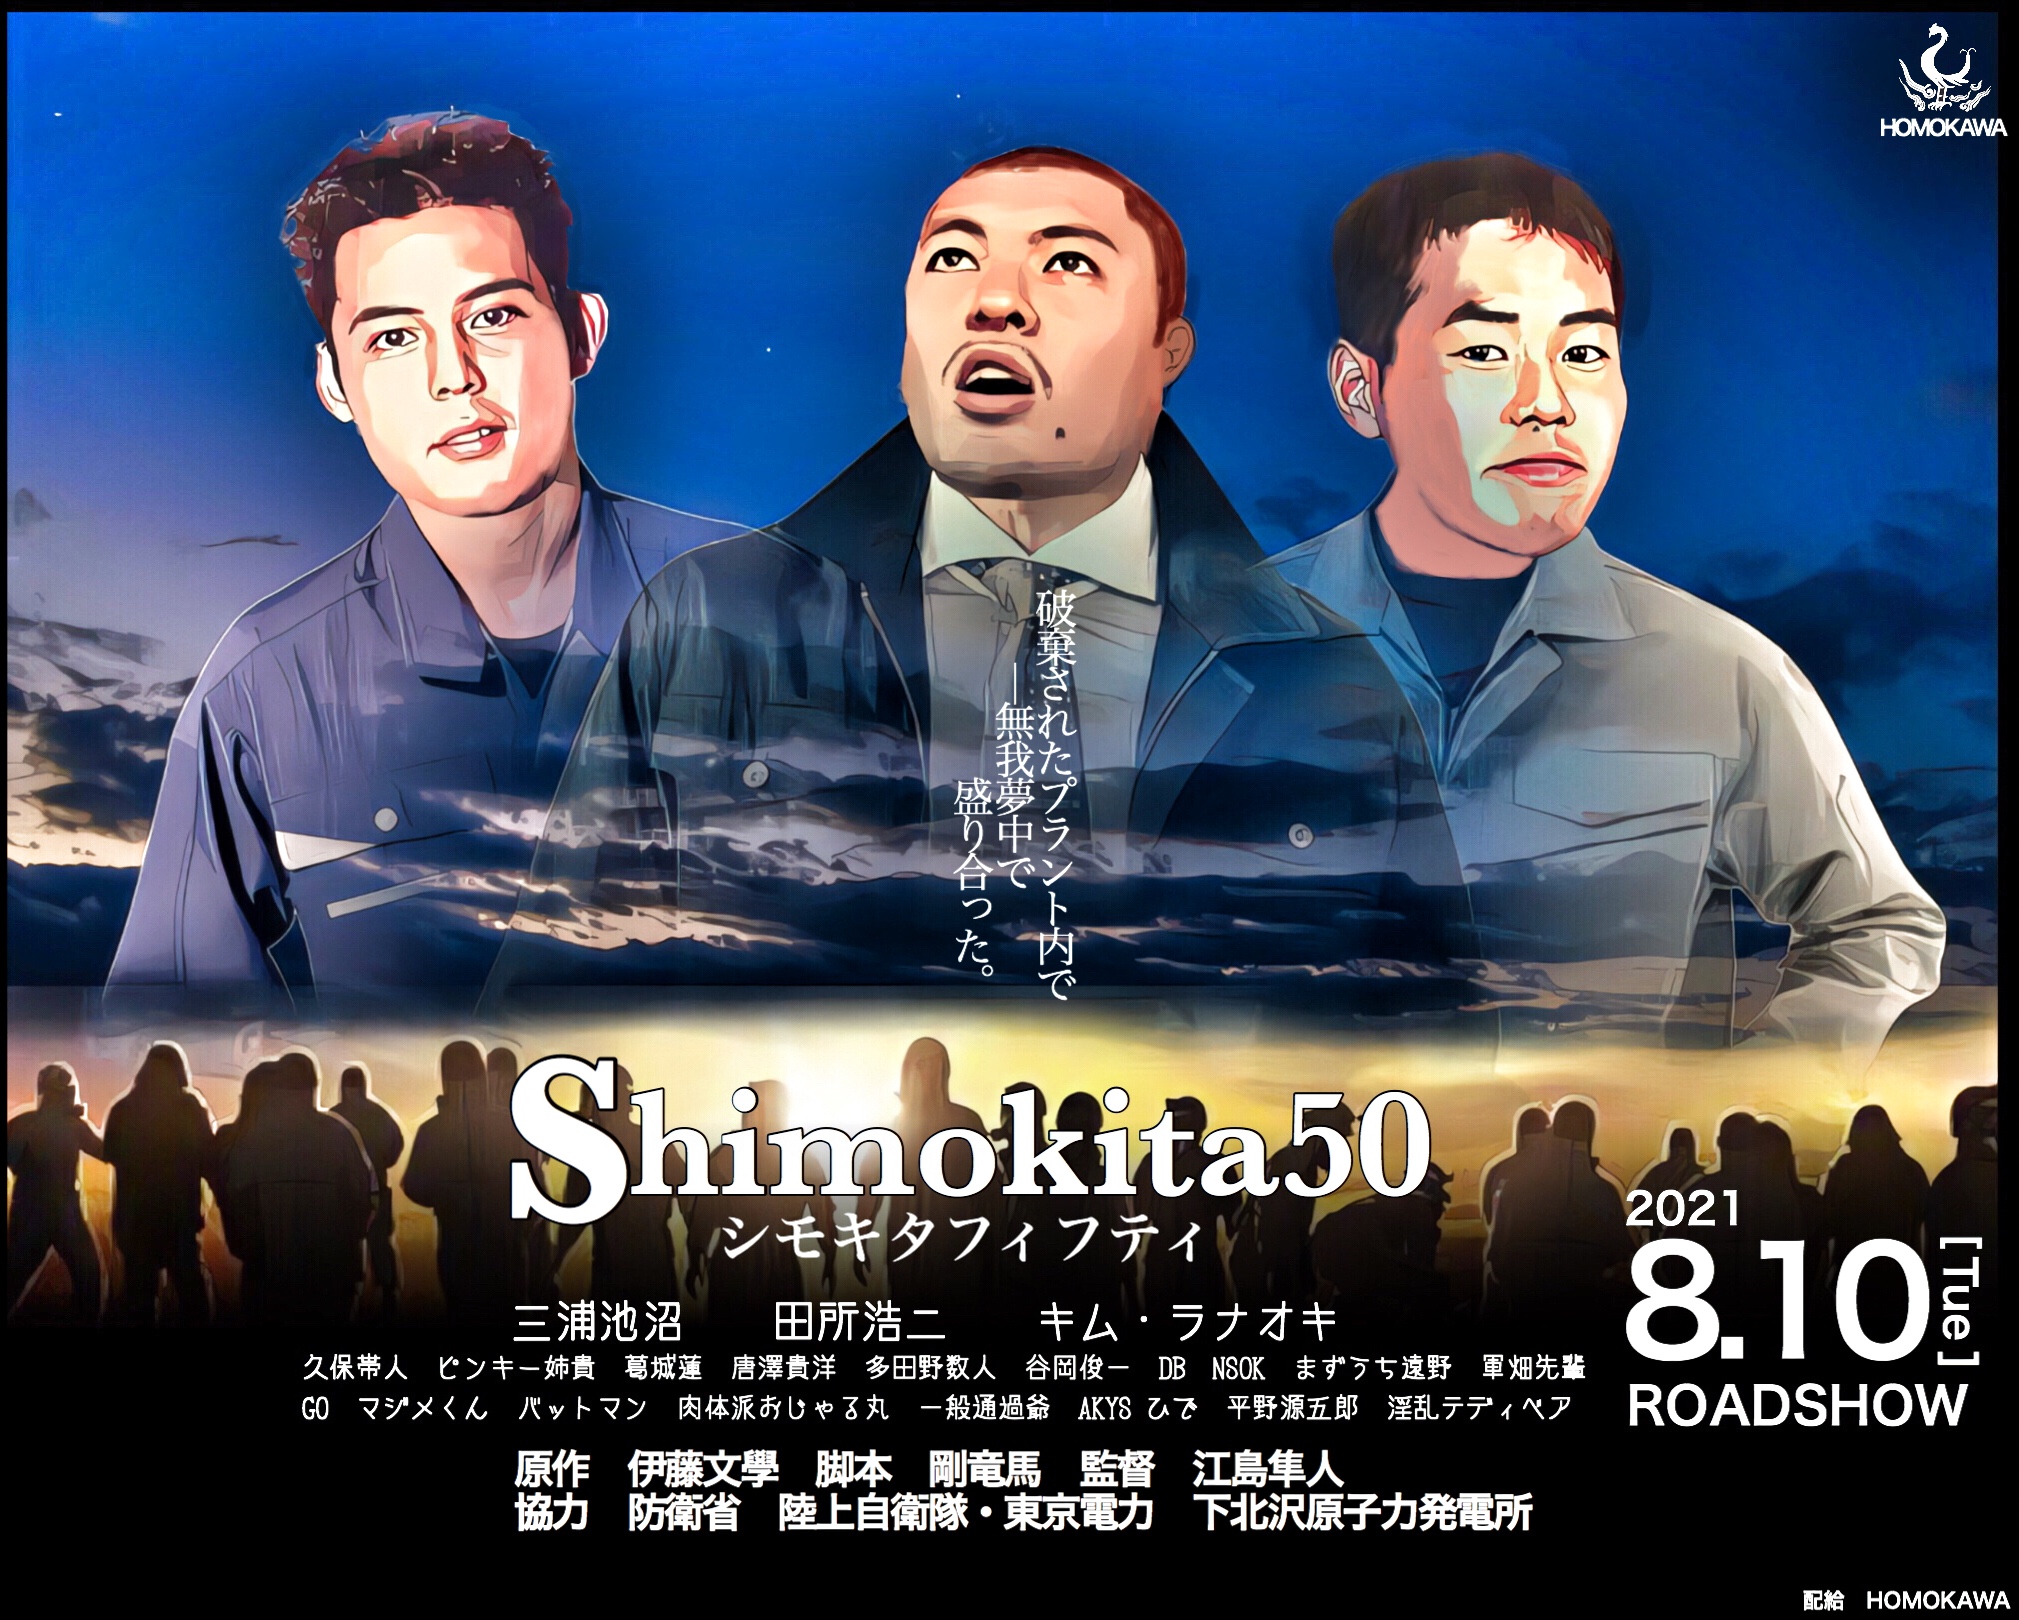 HOMOKAWA
破棄されたプラント内で
―無我夢中で
盛り合った。
Shimokita50
シモキタフィフティ
2021
8.10 [Tue]
ROADSHOW
三浦池沼 田所浩二 キム・ラナオキ
久保帯人 ピンキー姉貴 葛城蓮 唐澤貴洋 多田野数人 谷岡俊一 DB NSOK まずうち遠野 軍畑先輩
GO マジメくん バットマン 肉体派おじゃる丸 一般通過爺 AKYS ひで 平野源五郎 淫乱テディベア
原作 伊藤文學 脚本 剛竜馬 監督 江島隼人
協力 防衛省 陸上自衛隊・東京電力 下北沢原子力発電所
配給 HOMOKAWA